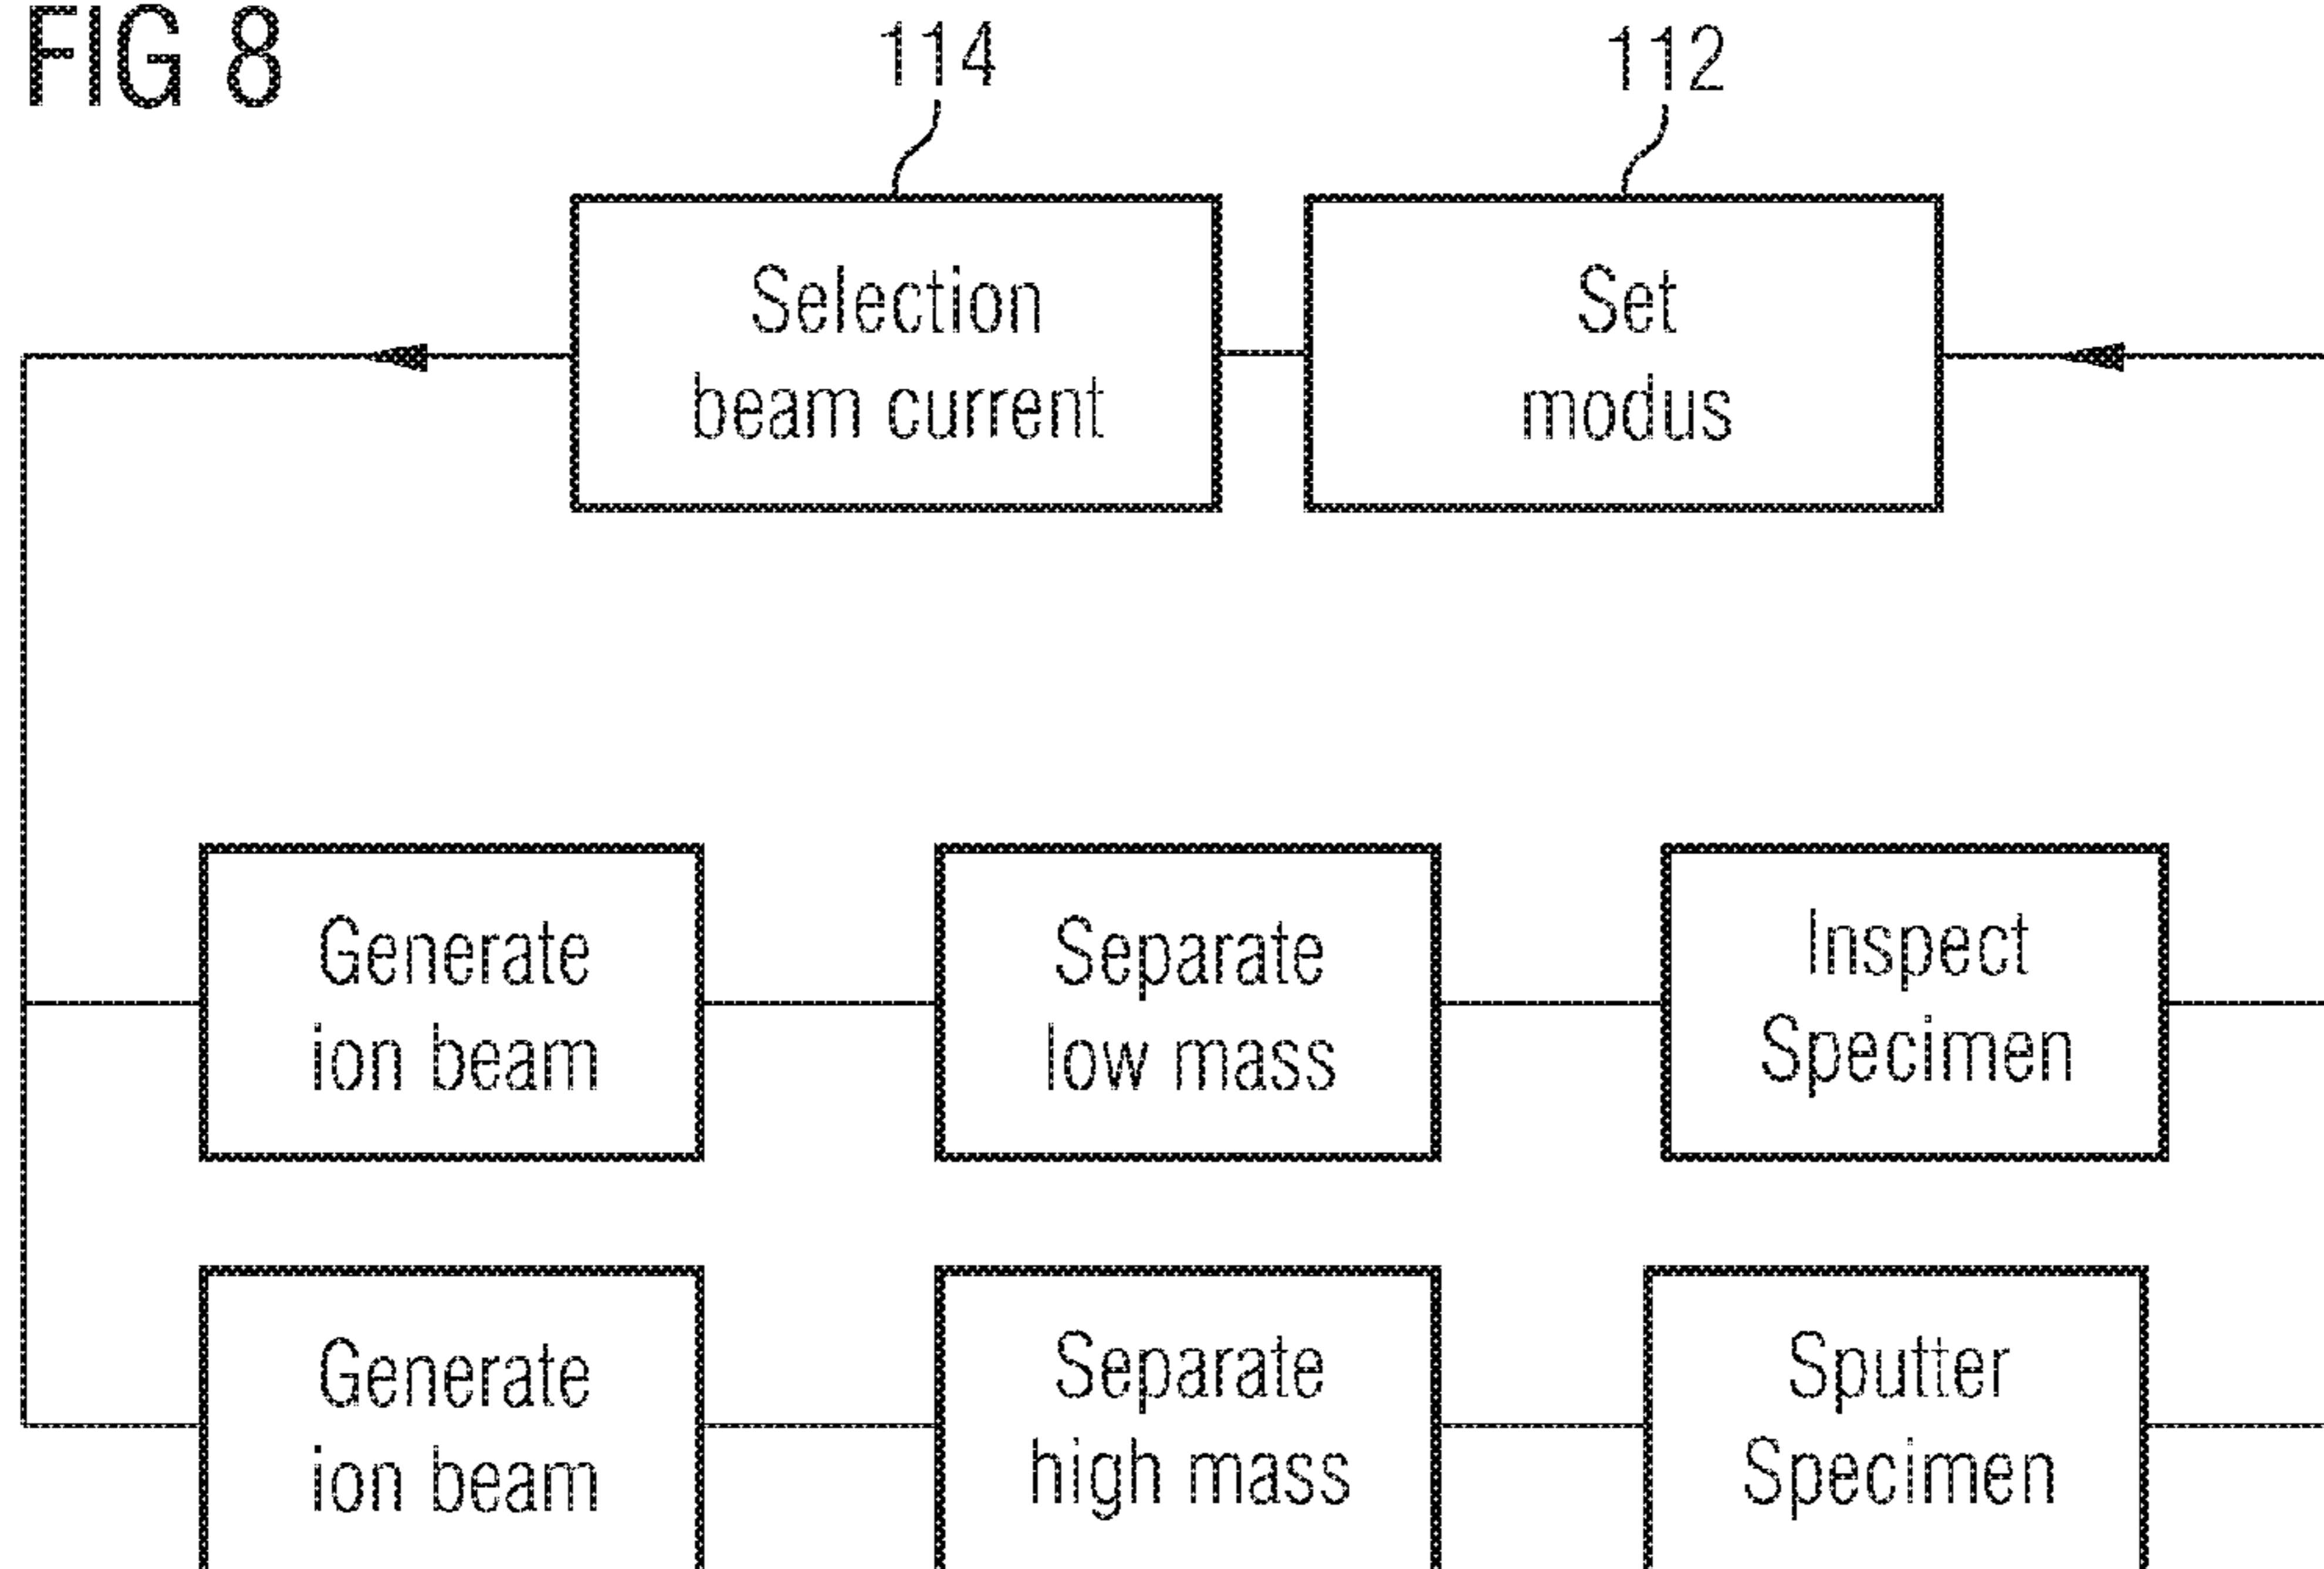 FIG 8
114
112
Selection
beam current
Set
modus
Generate
ion beam
Separate
low mass
Inspect
Specimen
Generate
ion beam
Separate
high mass
Sputter
Specimen